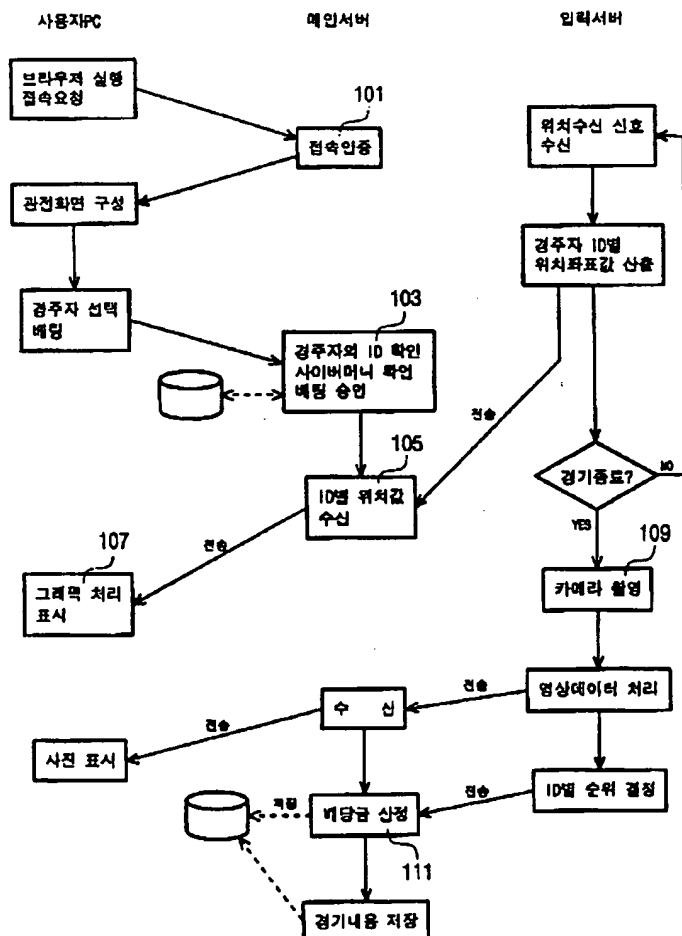 사용자PC
메인서버
입력서버
브라우저 실행
접속요청
101
접속인증
위치수신 신호
수신
관전화면 구성
경주자 ID별
위치좌표값 산출
경주자 선택
베팅
103
경주자의 ID 확인
사이버머니 확인
베팅 승인
전송
105
ID별 위치값
수신
경기종료?
NO
YES
107
전송
그래픽 처리
표시
109
카메라 촬영
영상데이터 처리
전송
수 신
전송
사진 표시
ID별 순위 결정
전송
저장
배당금 산정
111
경기내용 저장